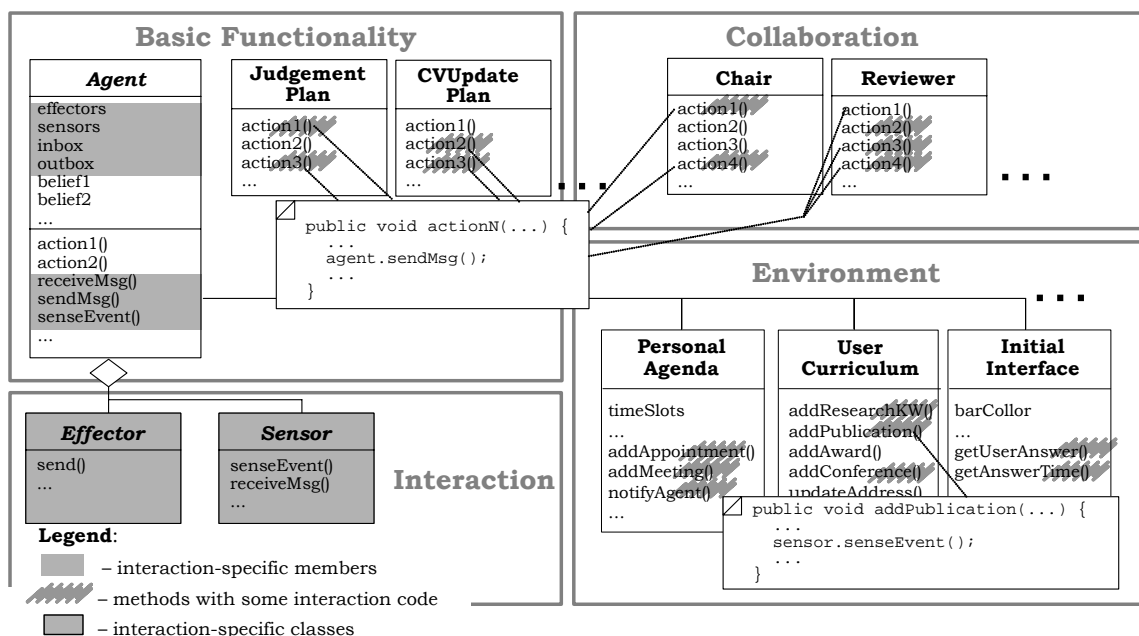 Basic Functionality
Agent
effectors
sensors
inbox
outbox
belief1
belief2
...
action1()
action2()
receiveMsg()
sendMsg()
senseEvent()
...
Judgement
Plan
action1()
action2()
action3()
...
CVUpdate
Plan
action1()
action2()
action3()
...
public void actionN(...) {
...
agent.sendMsg();
...
}
Collaboration
Chair
action1()
action2()
action3()
action4()
...
Reviewer
action1()
action2()
action3()
action4()
...
Environment
Personal
Agenda
timeSlots
...
addAppointment()
addMeeting()
notifyAgent()
...
User
Curriculum
addResearchKW()
addPublication()
addAward()
addConference()
updateAddress()
Initial
Interface
barCollor
...
getUserAnswer()
getAnswerTime()
public void addPublication(...) {
...
sensor.senseEvent();
...
}
Interaction
Effector
send()
...
Sensor
senseEvent()
receiveMsg()
...
Legend:
– interaction-specific members
– methods with some interaction code
– interaction-specific classes